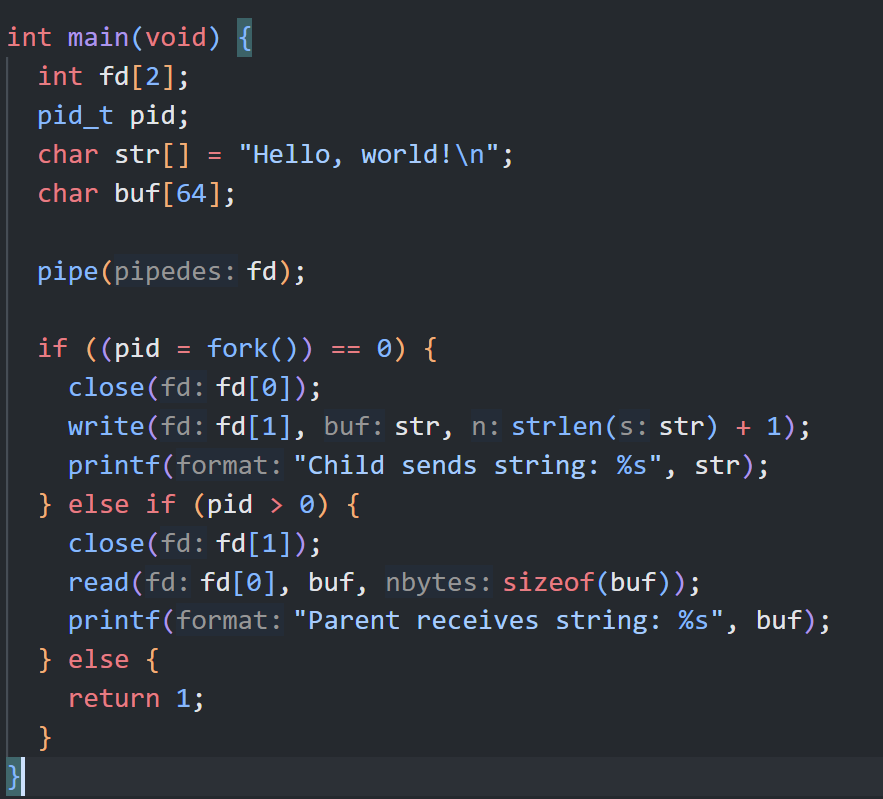 int main(void) {
int fd[2];
pid_t pid;
char str[] = "Hello, world!\n";
char buf[64];
pipe(pipedes: fd);
if ((pid = fork()) == 0) {
close(fd: fd[0]);
write(fd: fd[1], buf: str, n: strlen(s: str) + 1);
printf(format: "Child sends string: %s", str);
} else if (pid > 0) {
close(fd: fd[1]);
read(fd: fd[0], buf, nbytes: sizeof(buf));
printf(format: "Parent receives string: %s", buf);
} else {
return 1;
}
}